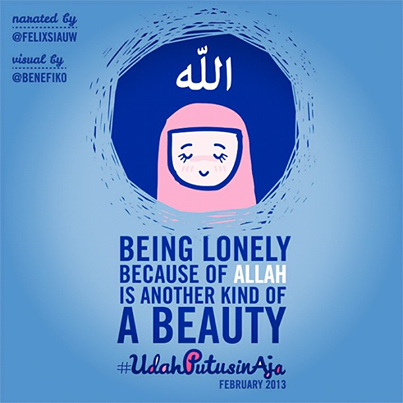 narated by
@FELIXSIAUW
visual by
@BENEFIKO
الله
BEING LONELY
BECAUSE OF ALLAH
IS ANOTHER KIND OF
A BEAUTY
#UdahPutusinAja
FEBRUARY 2013